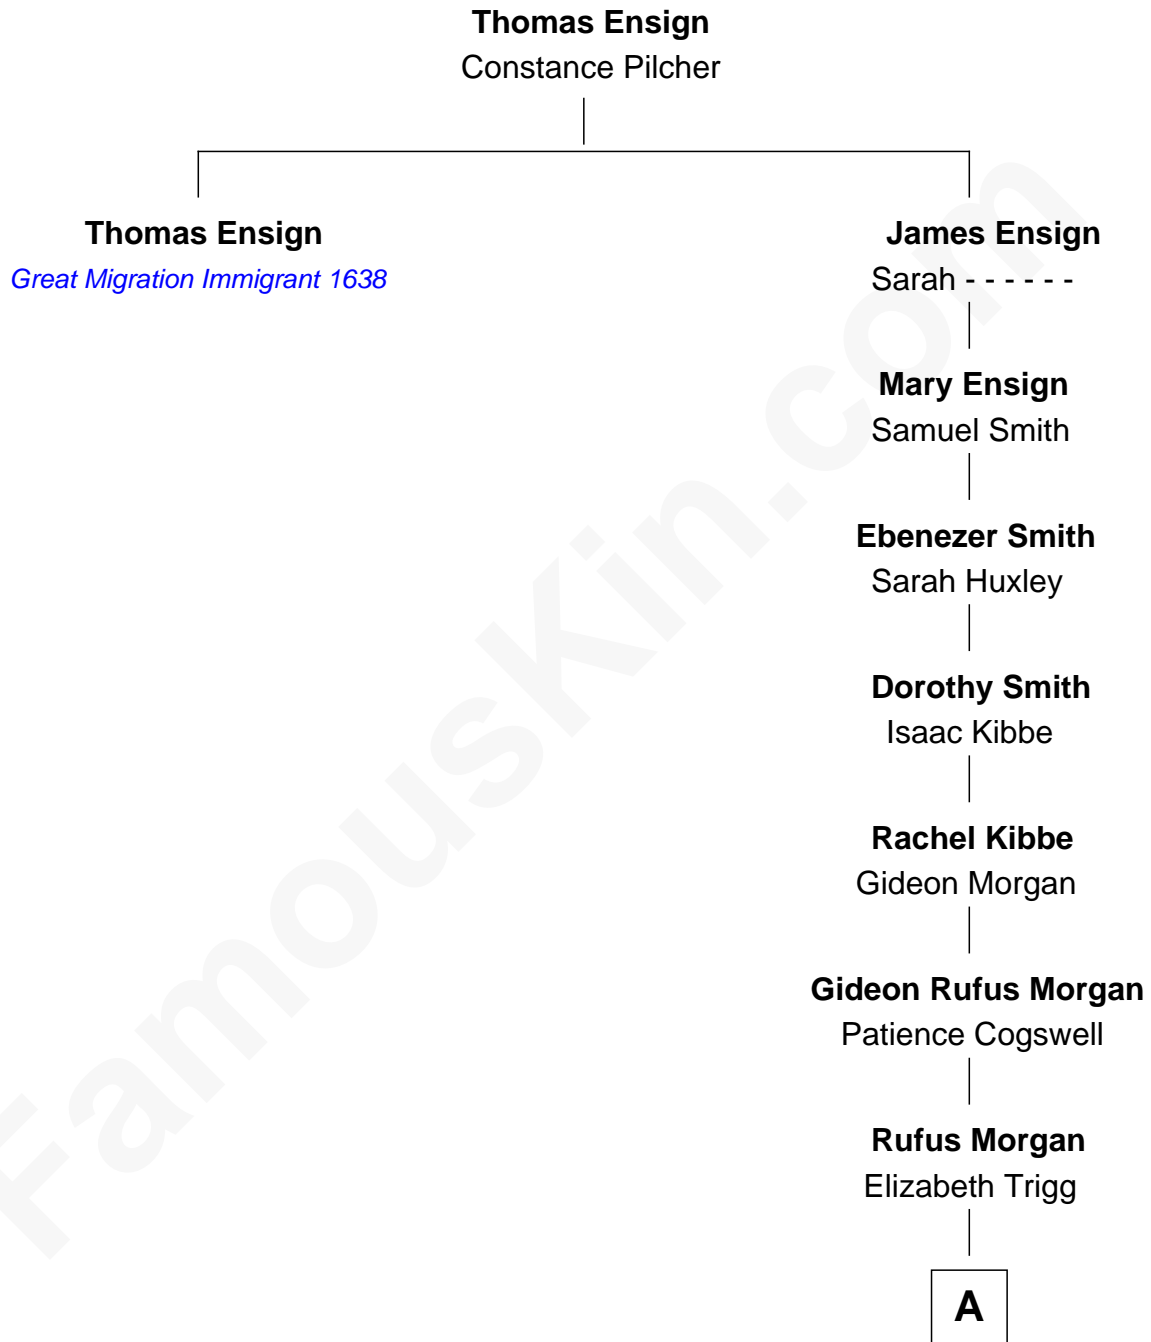 Thomas Ensign
Constance Pilcher
Thomas Ensign
Great Migration Immigrant 1638
James Ensign
Sarah - - - - - -
Mary Ensign
Samuel Smith
Ebenezer Smith
Sarah Huxley
Dorothy Smith
Isaac Kibbe
Rachel Kibbe
Gideon Morgan
Gideon Rufus Morgan
Patience Cogswell
Rufus Morgan
Elizabeth Trigg
A
FamousKin.com